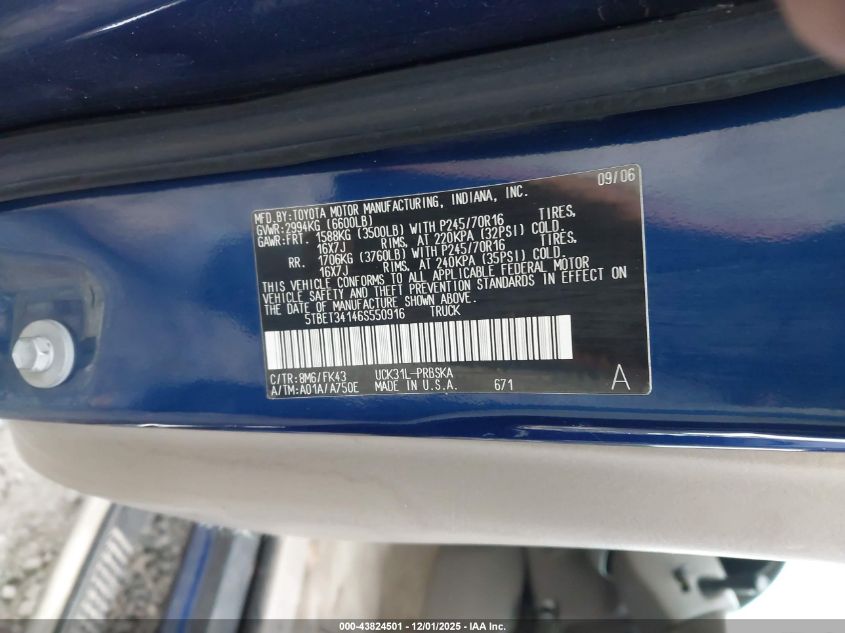 09/06
MFD.BY:TOYOTA MOTOR MANUFACTURING, INDIANA, INC.
GVWR:2994KG (6600LB)
GAWR:FRT. 1588KG (3500LB) WITH P245/70R16 TIRES,
16X7J RIMS, AT 220KPA (32PSI) COLD.
RR. 1706KG (3760LB) WITH P245/70R16 TIRES,
16X7J RIMS, AT 240KPA (35PSI) COLD.
THIS VEHICLE CONFORMS TO ALL APPLICABLE FEDERAL MOTOR
VEHICLE SAFETY AND THEFT PREVENTION STANDARDS IN EFFECT ON
THE DATE OF MANUFACTURE SHOWN ABOVE.
5TBET34146S550916 TRUCK
C/TR:8M6/FK43 UCK31L-PRBSKA
A/TM:A01A/A750E MADE IN U.S.A. 671 A
000-43824501 • 12/01/2025 - IAA Inc.